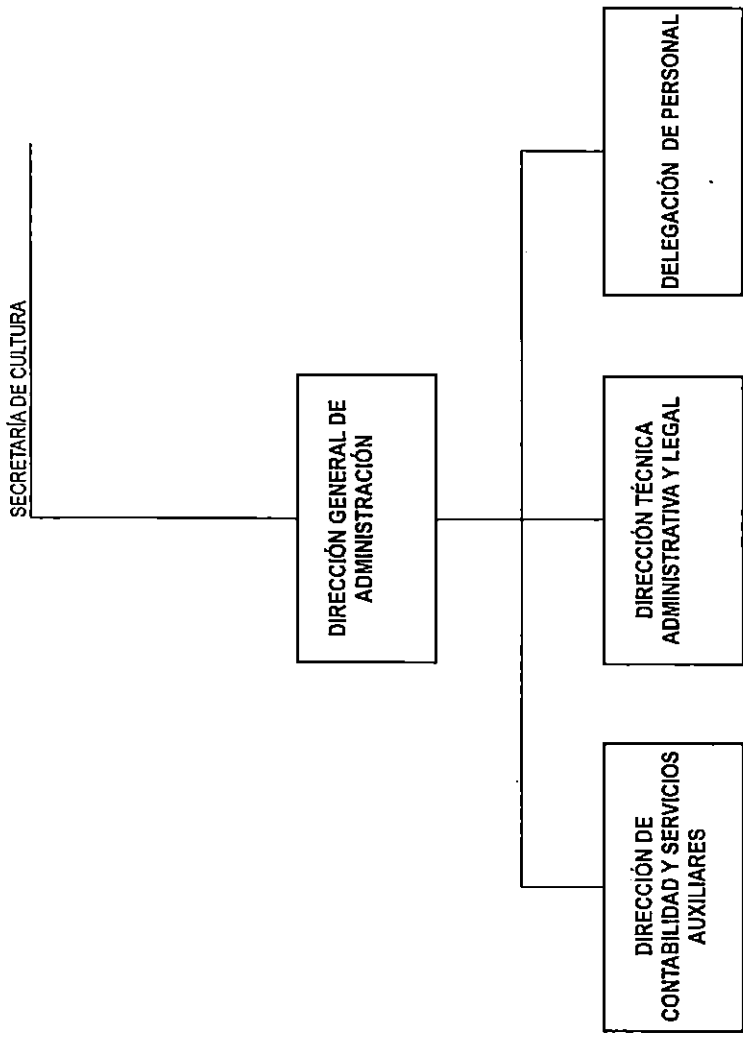 SECRETARÍA DE CULTURA
DIRECCIÓN GENERAL DE
ADMINISTRACIÓN
DIRECCIÓN DE
CONTABILIDAD Y SERVICIOS
AUXILIARES
DIRECCIÓN TÉCNICA
ADMINISTRATIVA Y LEGAL
DELEGACIÓN DE PERSONAL